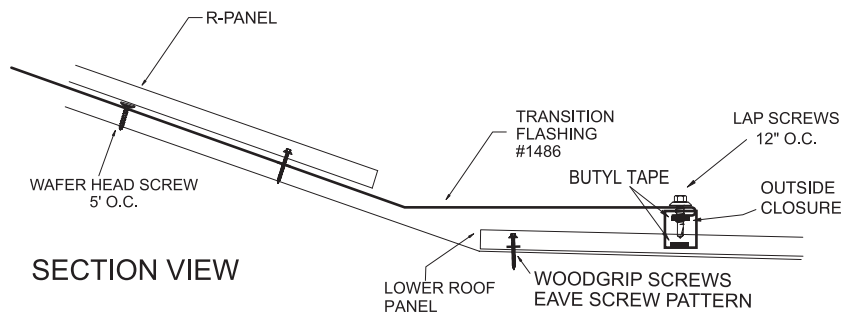 R-PANEL
TRANSITION
FLASHING
#1486
LAP SCREWS
12" O.C.
WAFER HEAD SCREW
5' O.C.
BUTYL TAPE
OUTSIDE
CLOSURE
SECTION VIEW
LOWER ROOF
PANEL
WOODGRIP SCREWS
EAVE SCREW PATTERN